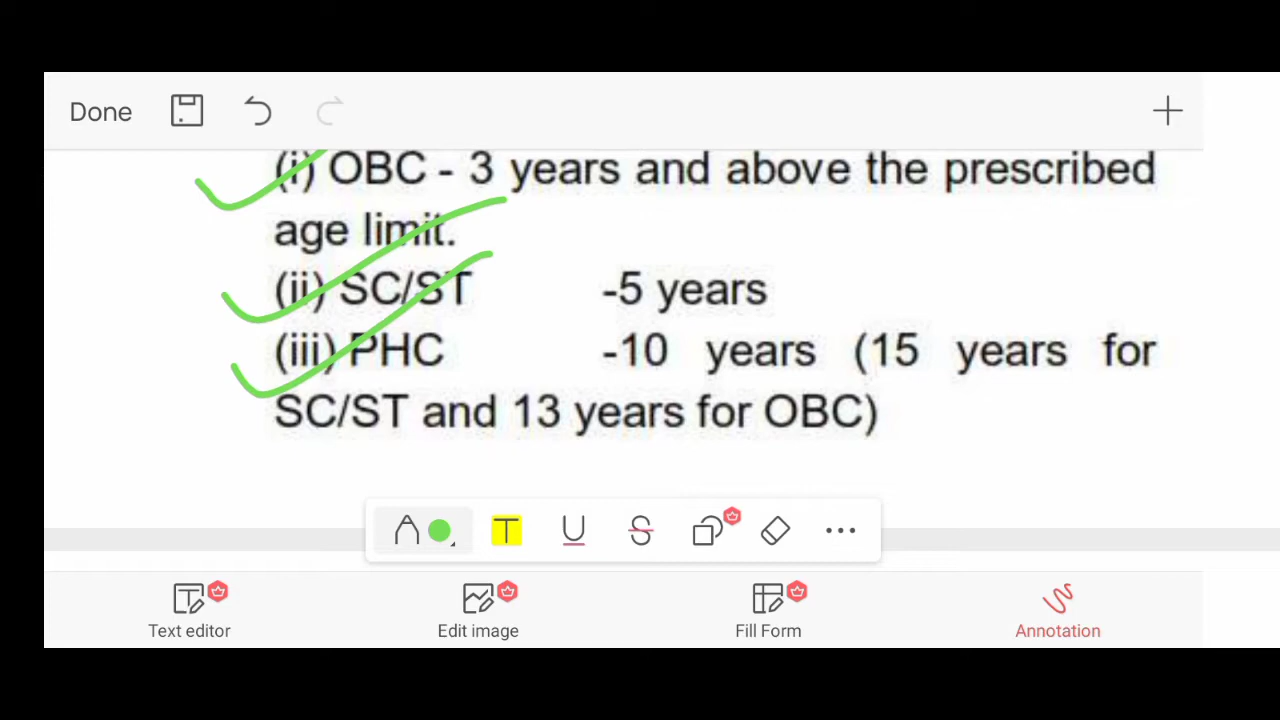 Done
(i) OBC - 3 years and above the prescribed
age limit.
(ii) SC/ST -5 years
(iii) PHC -10 years (15 years for
SC/ST and 13 years for OBC)
T U S
Text editor Edit image Fill Form Annotation